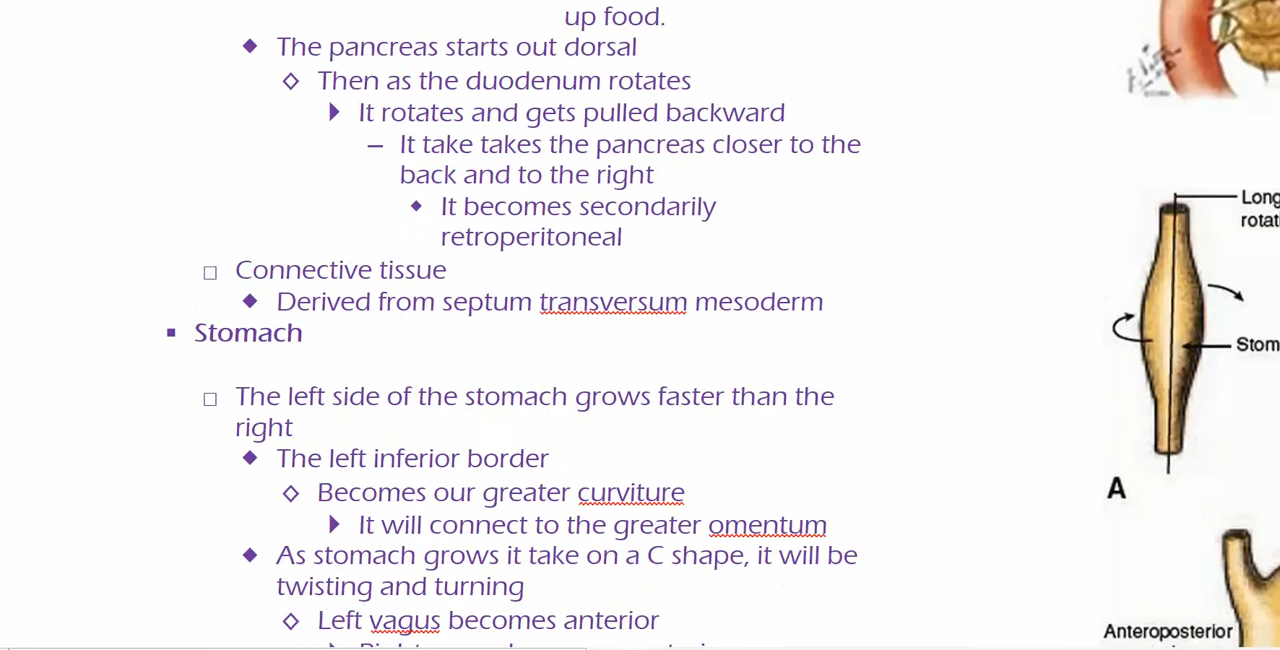 up food.
The pancreas starts out dorsal
Then as the duodenum rotates
It rotates and gets pulled backward
It take takes the pancreas closer to the
back and to the right
It becomes secondarily
retroperitoneal
Connective tissue
Derived from septum transversum mesoderm
Stomach
The left side of the stomach grows faster than the
right
The left inferior border
Becomes our greater curviture
It will connect to the greater omentum
As stomach grows it take on a C shape, it will be
twisting and turning
Left vagus becomes anterior
Long
rotat
Stom
A
Anteroposterior